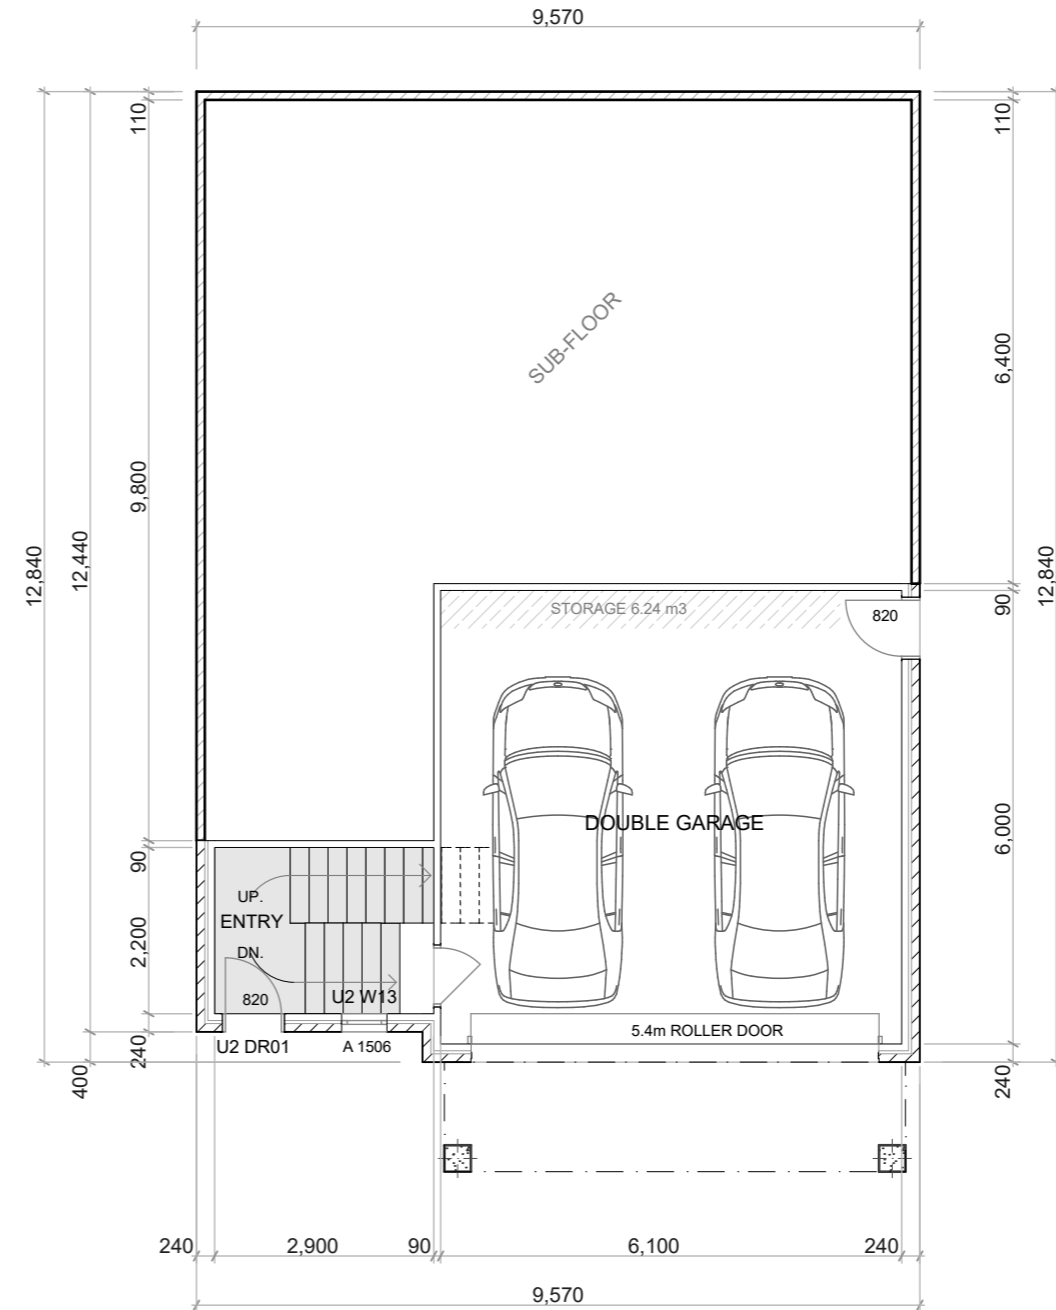 9,570
110
110
SUB-FLOOR
6,400
9,800
12,840
12,440
12,840
STORAGE 6.24 m3
90
820
DOUBLE GARAGE
6,000
90
UP.
ENTRY
2,200
DN.
820
U2 W13
5.4m ROLLER DOOR
U2 DR01
A 1506
240
400
240
240
2,900
90
6,100
240
9,570